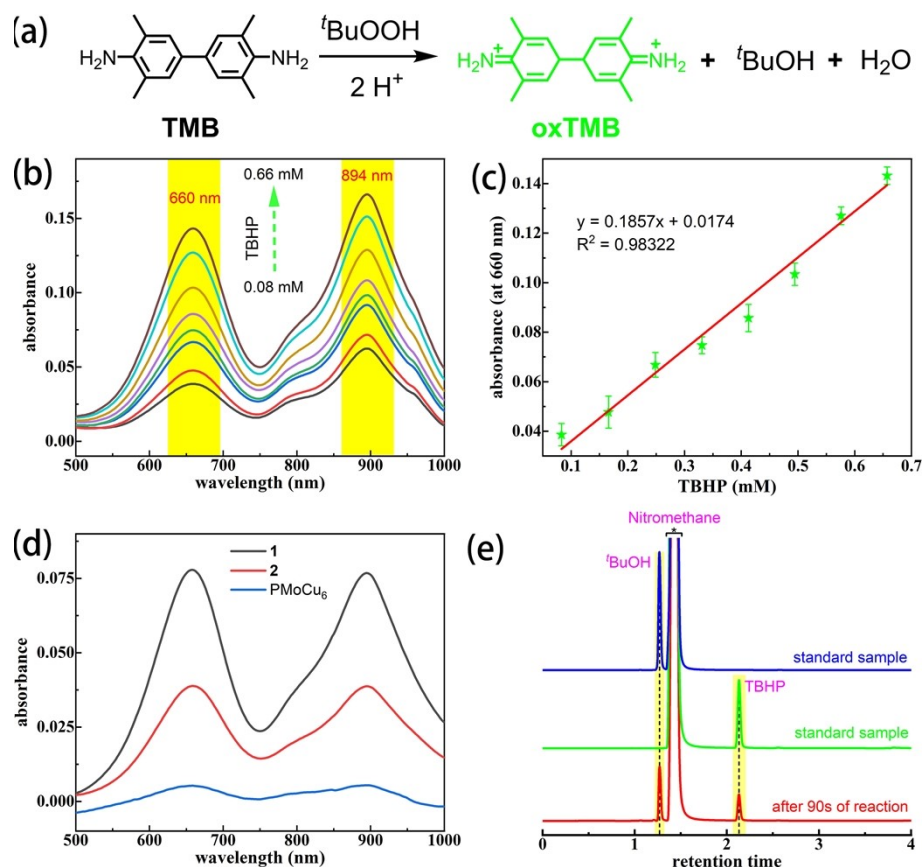 (a)
NH₂
H₂N
TMB
ᵗBuOOH
2 H⁺
H₂N
+
+
NH₂
oxTMB
+ ᵗBuOH + H₂O
(b)
660 nm
0.66 mM
894 nm
TBHP
0.08 mM
absorbance
0.15
0.10
0.05
0.00
500 600 700 800 900 1000
wavelength (nm)
(c)
y = 0.1857x + 0.0174
R² = 0.98322
absorbance (at 660 nm)
0.14
0.12
0.10
0.08
0.06
0.04
0.1 0.2 0.3 0.4 0.5 0.6 0.7
TBHP (mM)
(d)
1
2
PMoCu₆
absorbance
0.075
0.050
0.025
0.000
500 600 700 800 900 1000
wavelength (nm)
(e)
Nitromethane
*
ᵗBuOH
standard sample
TBHP
standard sample
after 90s of reaction
0 1 2 3 4
retention time